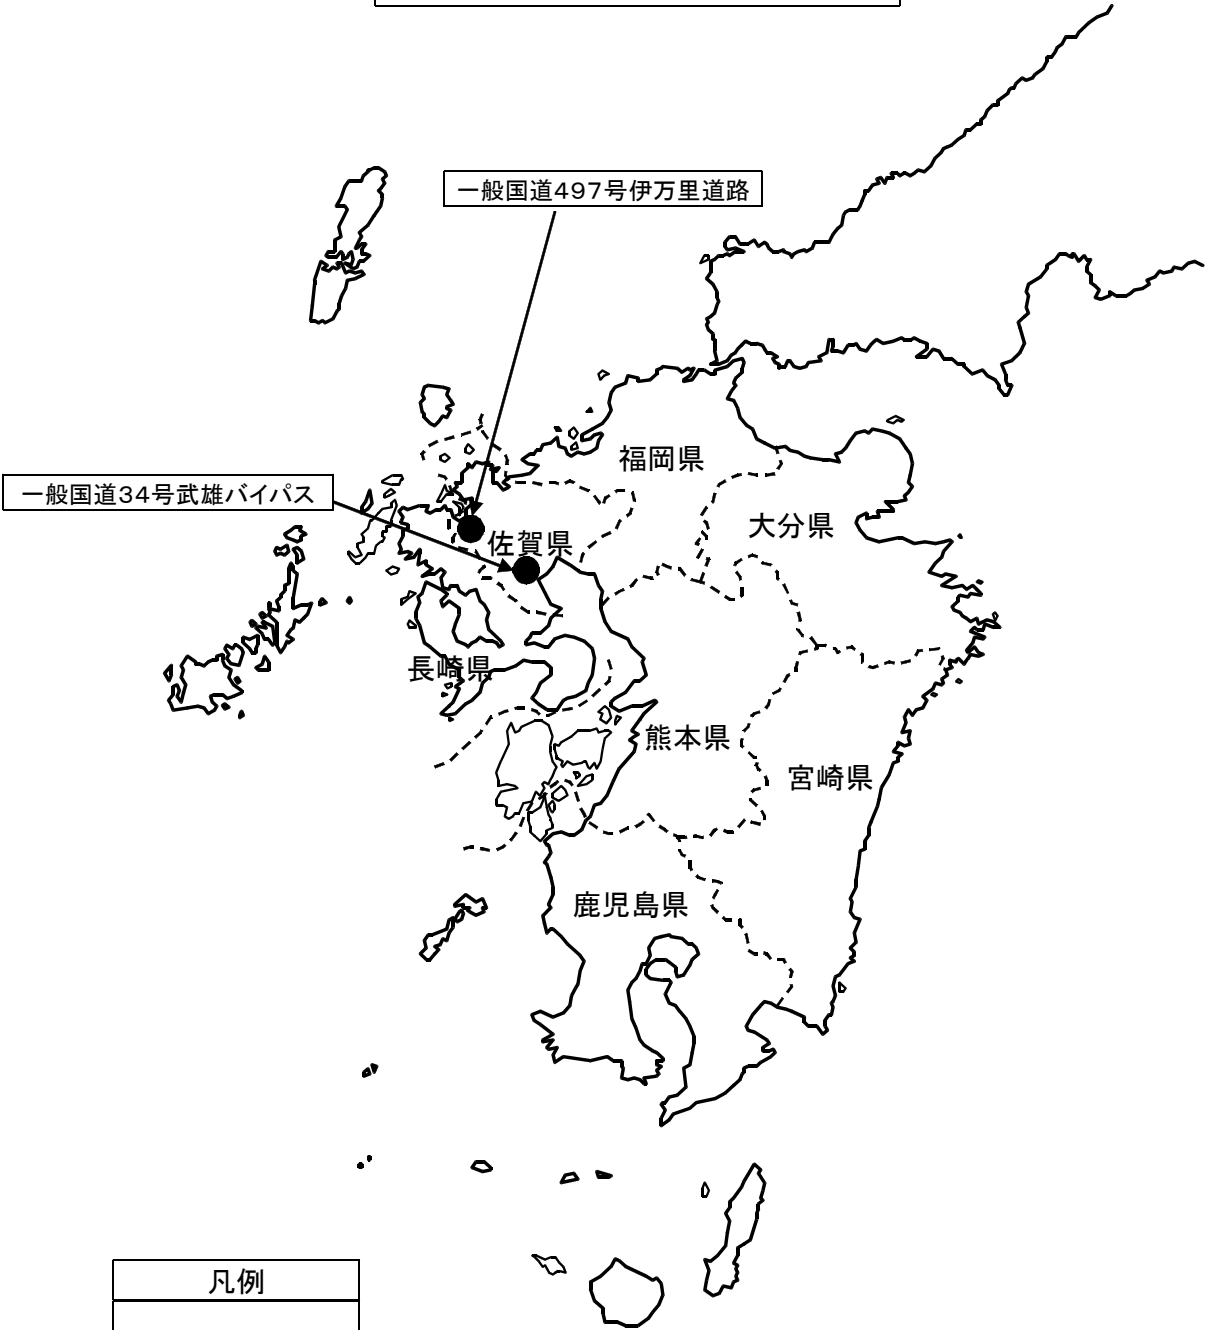 一般国道497号伊万里道路
福岡県
一般国道34号武雄バイパス
大分県
佐賀県
長崎県
熊本県
宮崎県
鹿児島県
凡例